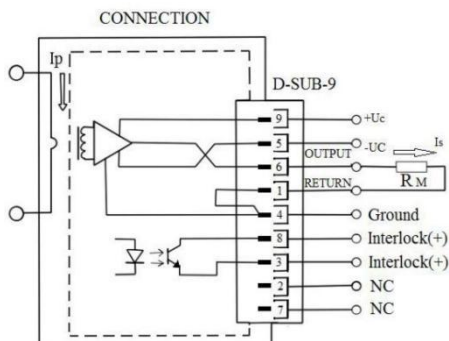 CONNECTION
Ip
D-SUB-9
9 +Uc
5 -UC Is
OUTPUT
6
RETURN RM
1
4 Ground
8 Interlock(+)
3 Interlock(+)
2 NC
7 NC